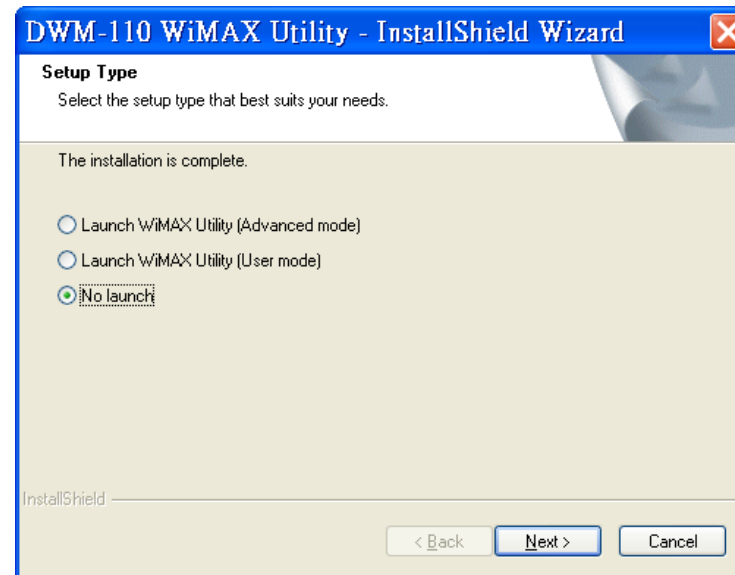 DWM-110 WiMAX Utility - InstallShield Wizard
Setup Type
Select the setup type that best suits your needs.
The installation is complete.
Launch WiMAX Utility (Advanced mode)
Launch WiMAX Utility (User mode)
No launch
InstallShield
< Back Next > Cancel